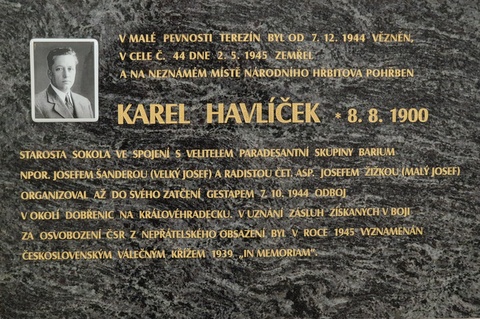 V MALÉ PEVNOSTI TEREZÍN BYL OD 7. 12. 1944 VĚZNĚN,
V CELE Č. 44 DNE 2. 5. 1945 ZEMŘEL
A NA NEZNÁMÉM MÍSTĚ NÁRODNÍHO HŘBITOVA POHŘBEN
KAREL HAVLÍČEK * 8. 8. 1900
STAROSTA SOKOLA VE SPOJENÍ S VELITELEM PARADESANTNÍ SKUPINY BARIUM
NPOR. JOSEFEM ŠANDEROU (VELKÝ JOSEF) A RADISTOU ČET. ASP. JOSEFEM ŽIŽKOU (MALÝ JOSEF)
ORGANIZOVAL AŽ DO SVÉHO ZATČENÍ GESTAPEM 7. 10. 1944 ODBOJ
V OKOLÍ DOBŘENIC NA KRÁLOVÉHRADECKU. V UZNÁNÍ ZÁSLUH ZÍSKANÝCH V BOJI
ZA OSVOBOZENÍ ČSR Z NEPŘÁTELSKÉHO OBSAZENÍ BYL V ROCE 1945 VYZNAMENÁN
ČESKOSLOVENSKÝM VÁLEČNÝM KŘÍŽEM 1939 „IN MEMORIAM".